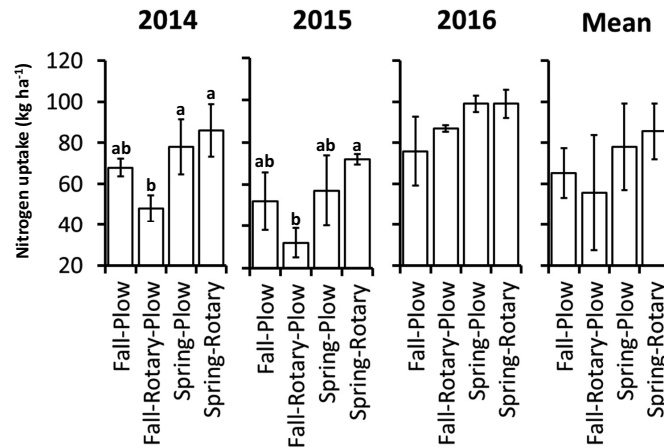 2014 2015 2016 Mean
Nitrogen uptake (kg ha⁻¹)
120
100
80
60
40
20
ab b a a
ab b ab a
Fall-Plow
Fall-Rotary-Plow
Spring-Plow
Spring-Rotary
Fall-Plow
Fall-Rotary-Plow
Spring-Plow
Spring-Rotary
Fall-Plow
Fall-Rotary-Plow
Spring-Plow
Spring-Rotary
Fall-Plow
Fall-Rotary-Plow
Spring-Plow
Spring-Rotary